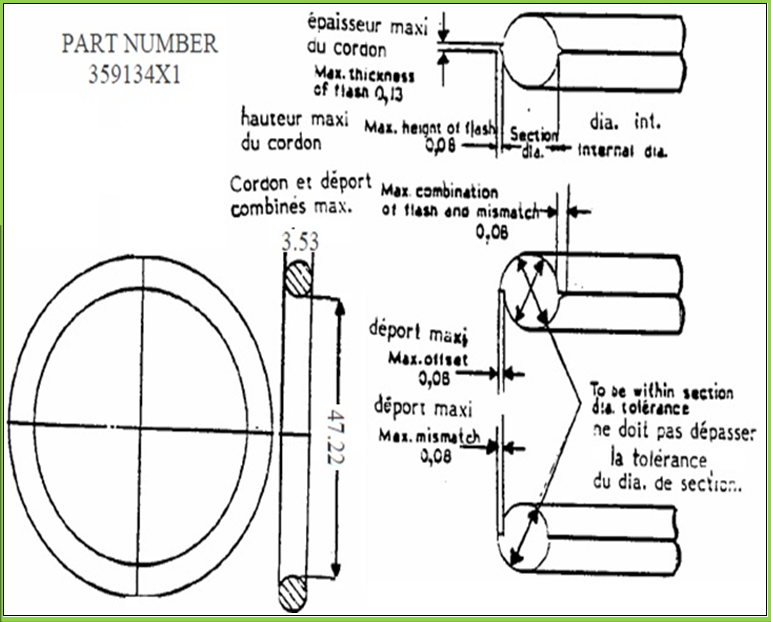 PART NUMBER
359134X1
épaisseur maxi
du cordon
Max. thickness
of flash 0,13
hauteur maxi
du cordon
Max. height of flash
0,08
Section
dia.
dia. int.
Internal dia.
Cordon et déport
combinés max.
Max. combination
of flash and mismatch
0,08
3.53
47.22
déport maxi
Max. offset
0,08
déport maxi
Max. mismatch
0,08
To be within section
dia. tolérance
ne doit pas dépasser
la tolérance
du dia. de section.